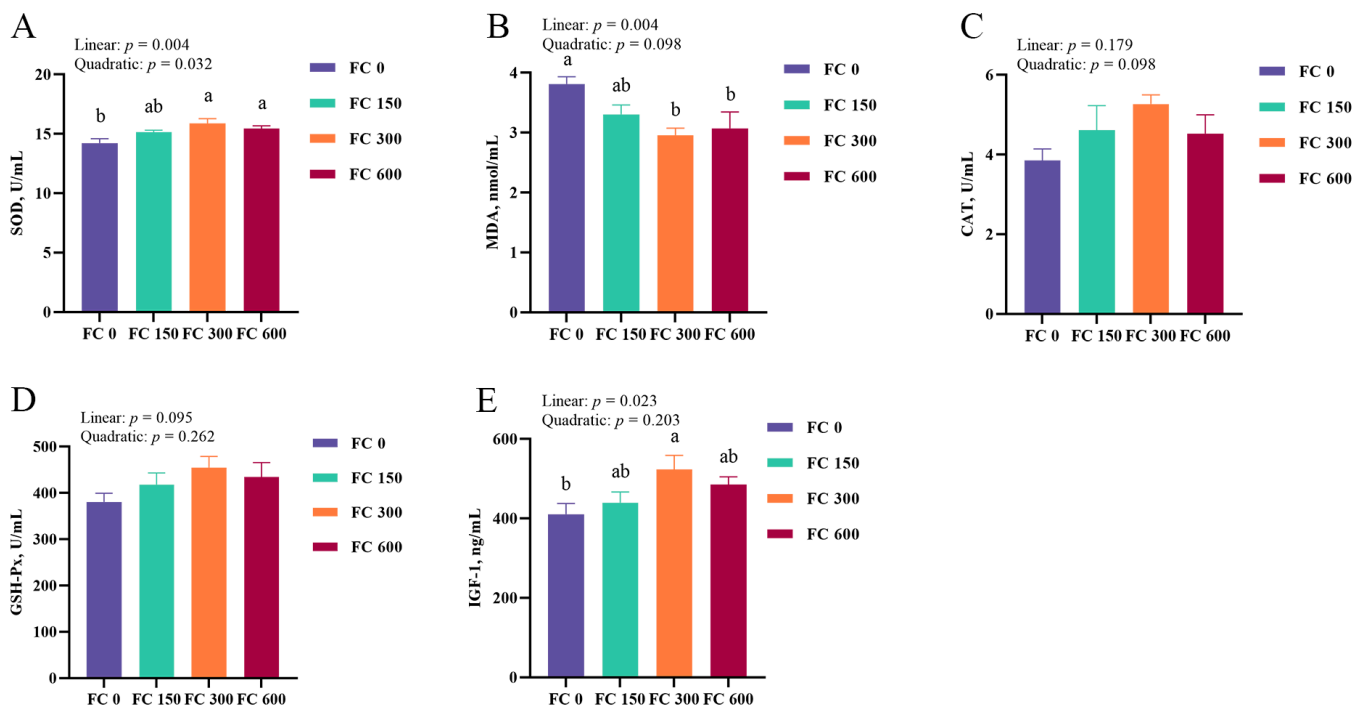 A
Linear: p = 0.004
Quadratic: p = 0.032
SOD, U/mL
20
15
10
5
0
b
ab
a
a
FC 0
FC 150
FC 300
FC 600
FC 0
FC 150
FC 300
FC 600
B
Linear: p = 0.004
Quadratic: p = 0.098
MDA, nmol/mL
4
3
2
1
0
a
ab
b
b
FC 0
FC 150
FC 300
FC 600
FC 0
FC 150
FC 300
FC 600
C
Linear: p = 0.179
Quadratic: p = 0.098
CAT, U/mL
6
4
2
0
FC 0
FC 150
FC 300
FC 600
FC 0
FC 150
FC 300
FC 600
D
Linear: p = 0.095
Quadratic: p = 0.262
GSH-Px, U/mL
500
400
300
200
100
0
FC 0
FC 150
FC 300
FC 600
FC 0
FC 150
FC 300
FC 600
E
Linear: p = 0.023
Quadratic: p = 0.203
IGF-1, ng/mL
600
400
200
0
b
ab
a
ab
FC 0
FC 150
FC 300
FC 600
FC 0
FC 150
FC 300
FC 600